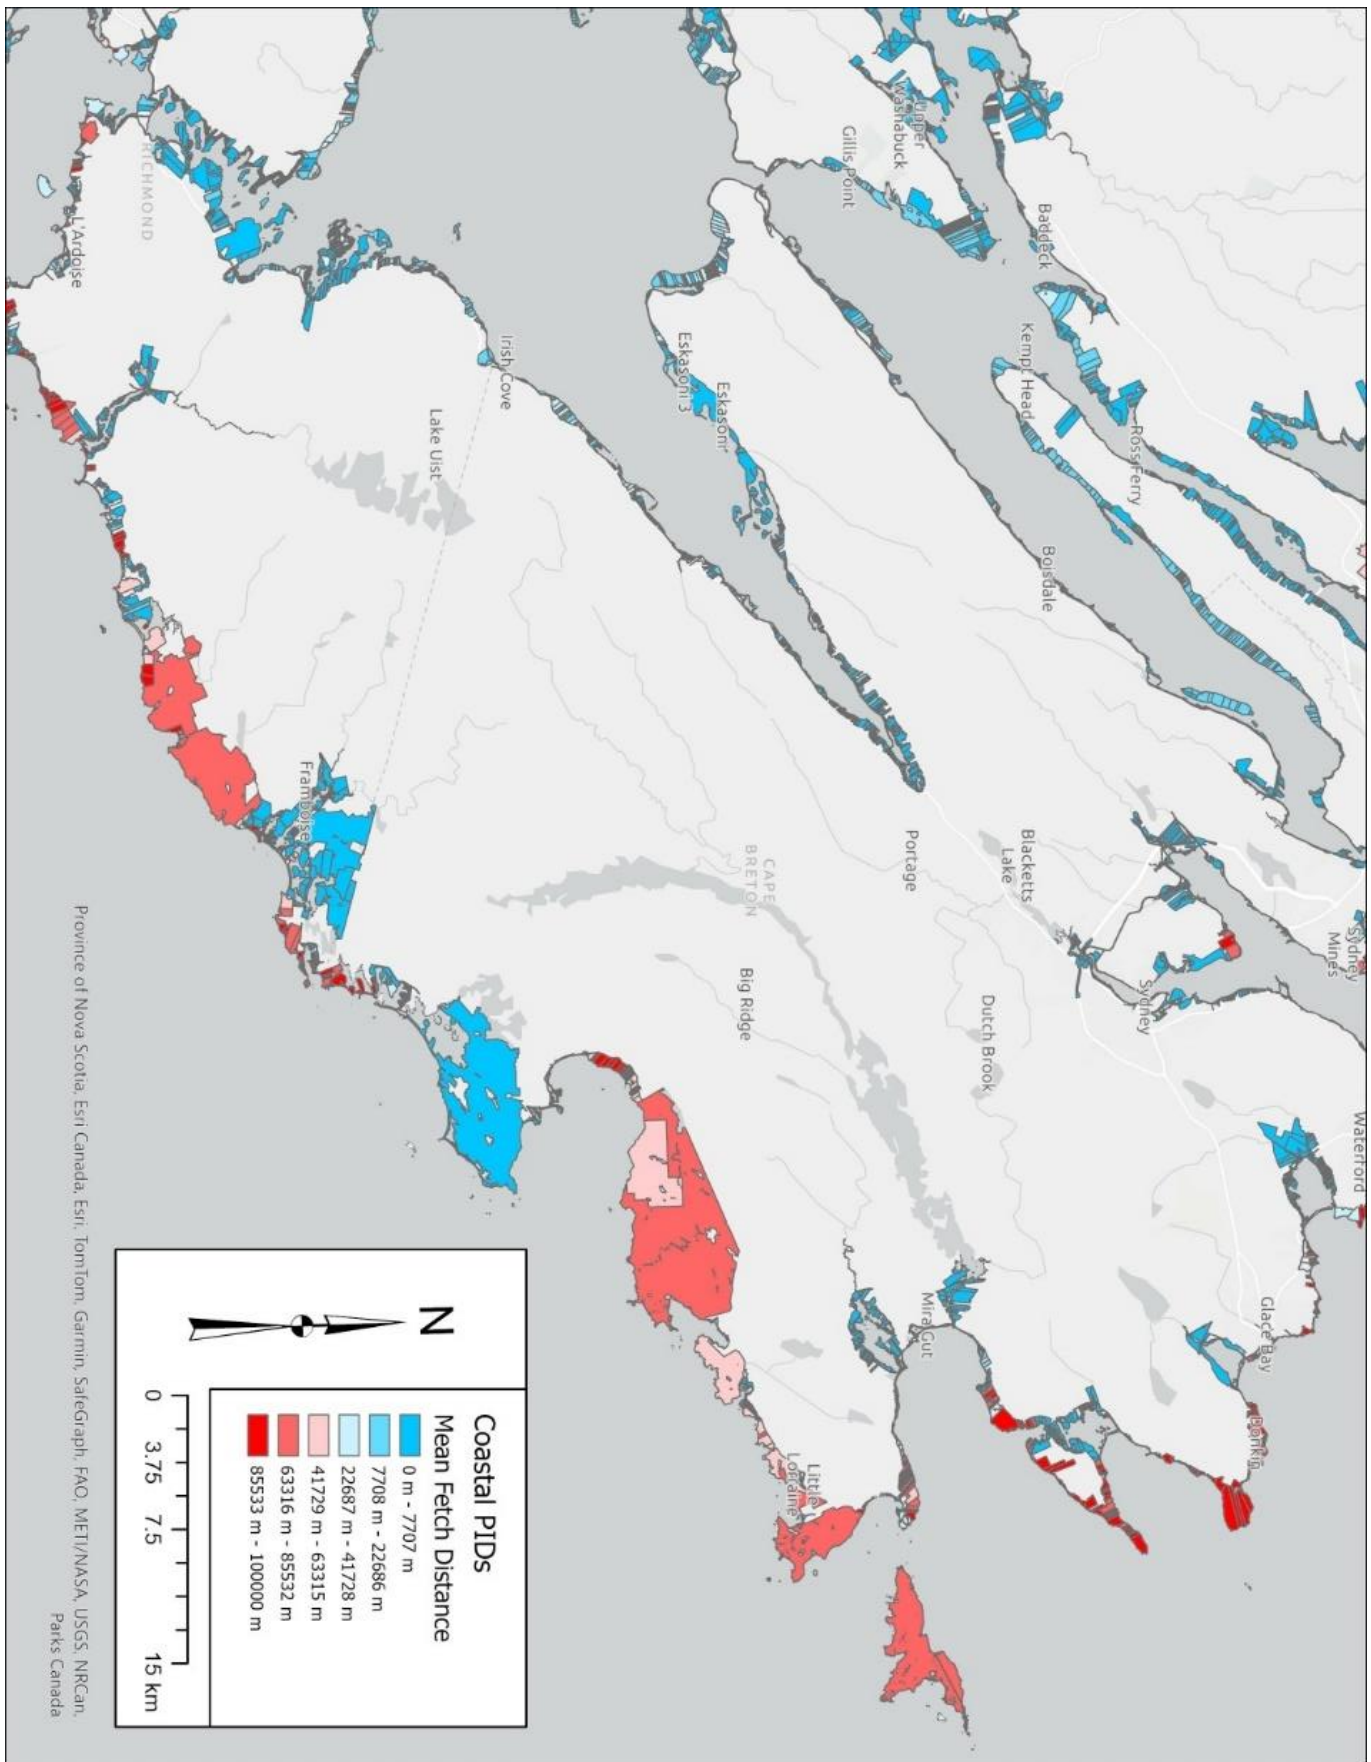 Sydney
Mines
Waterford
Glace Bay
Donkin
Ross Ferry
Baddeck
Kempt Head
Boisdale
Sydney
Blacketts
Lake
Dutch Brook
Mira Gut
Upper
Washabuck
Gillis Point
Portage
Eskasoni
Eskasoni 3
CAPE
BRETON
Big Ridge
Little
Lorraine
Irish Cove
Lake Uist
Framboise
RICHMOND
L'Ardoise
N
Coastal PIDs
Mean Fetch Distance
0 m - 7707 m
7708 m - 22686 m
22687 m - 41728 m
41729 m - 63315 m
63316 m - 85532 m
85533 m - 100000 m
0 3.75 7.5 15 km
Province of Nova Scotia, Esri Canada, Esri, TomTom, Garmin, SafeGraph, FAO, METI/NASA, USGS, NRCan,
Parks Canada